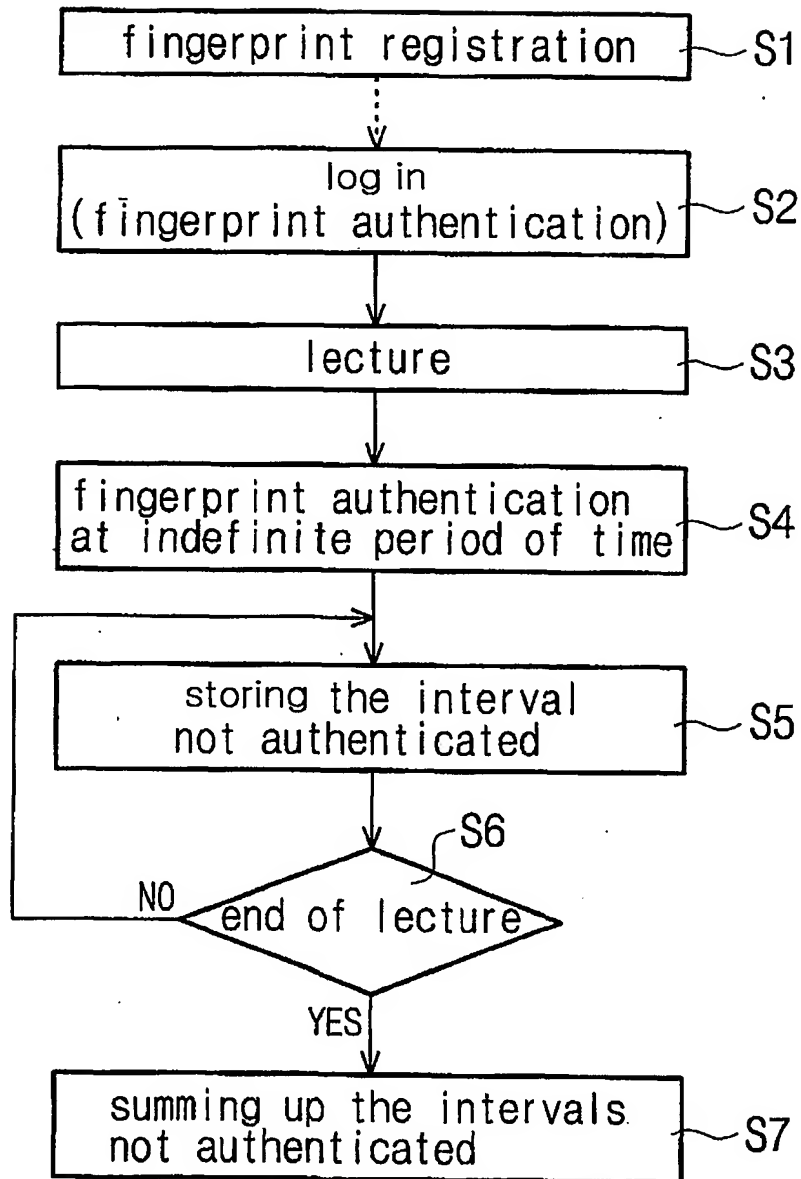 fingerprint registration
S1
log in
(fingerprint authentication)
S2
lecture
S3
fingerprint authentication
at indefinite period of time
S4
storing the interval
not authenticated
S5
S6
NO
end of lecture
YES
summing up the intervals
not authenticated
S7